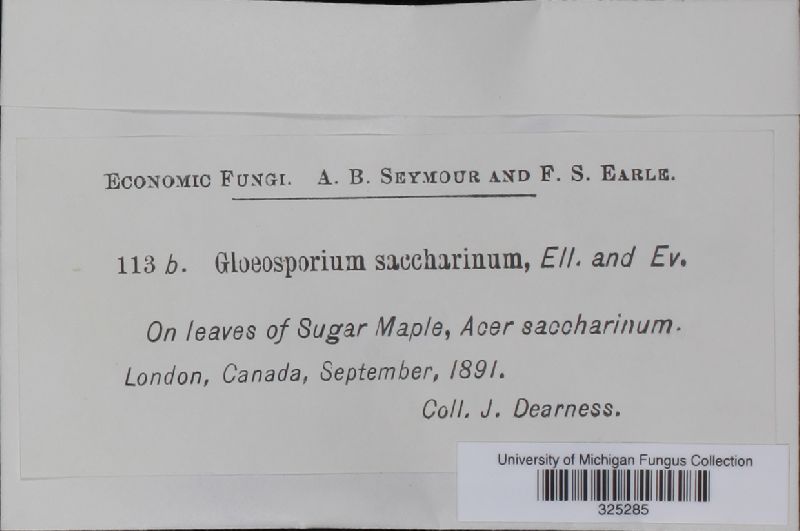 Economic Fungi. A. B. Seymour and F. S. Earle.
113 b. Gloeosporium saccharinum, Ell. and Ev.
On leaves of Sugar Maple, Acer saccharinum.
London, Canada, September, 1891.
Coll. J. Dearness.
University of Michigan Fungus Collection
325285